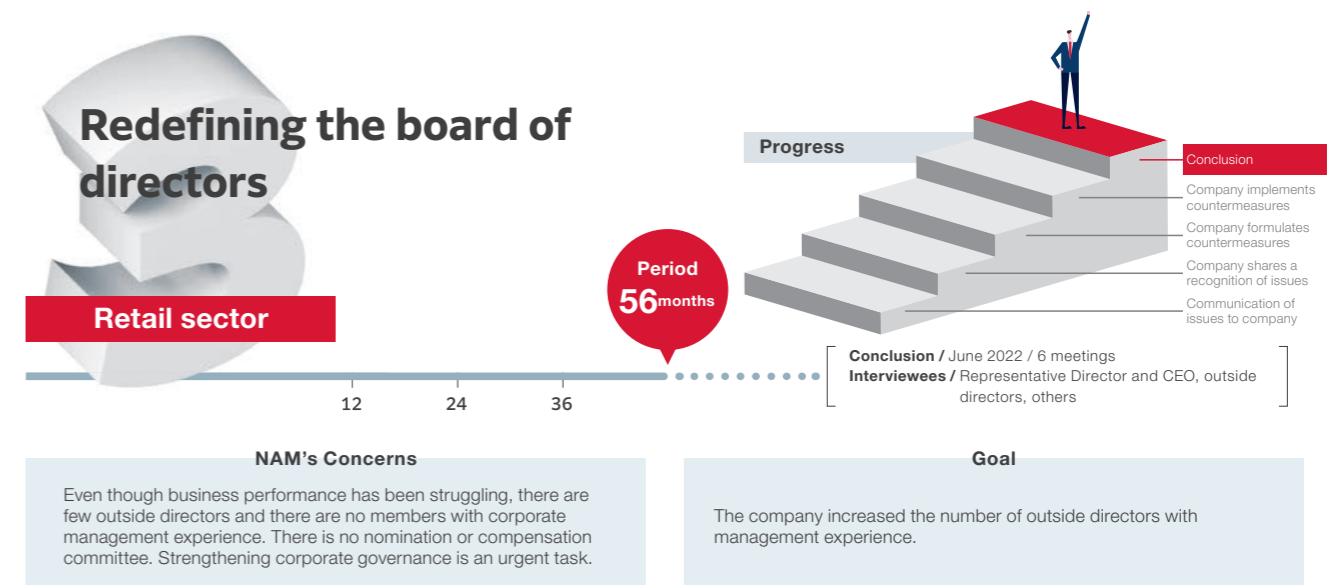 3
Redefining the board of
directors
Retail sector
Period
56months
12
24
36
Progress
Conclusion
Company implements
countermeasures
Company formulates
countermeasures
Company shares a
recognition of issues
Communication of
issues to company
Conclusion / June 2022 / 6 meetings
Interviewees / Representative Director and CEO, outside
directors, others
NAM's Concerns
Even though business performance has been struggling, there are
few outside directors and there are no members with corporate
management experience. There is no nomination or compensation
committee. Strengthening corporate governance is an urgent task.
Goal
The company increased the number of outside directors with
management experience.